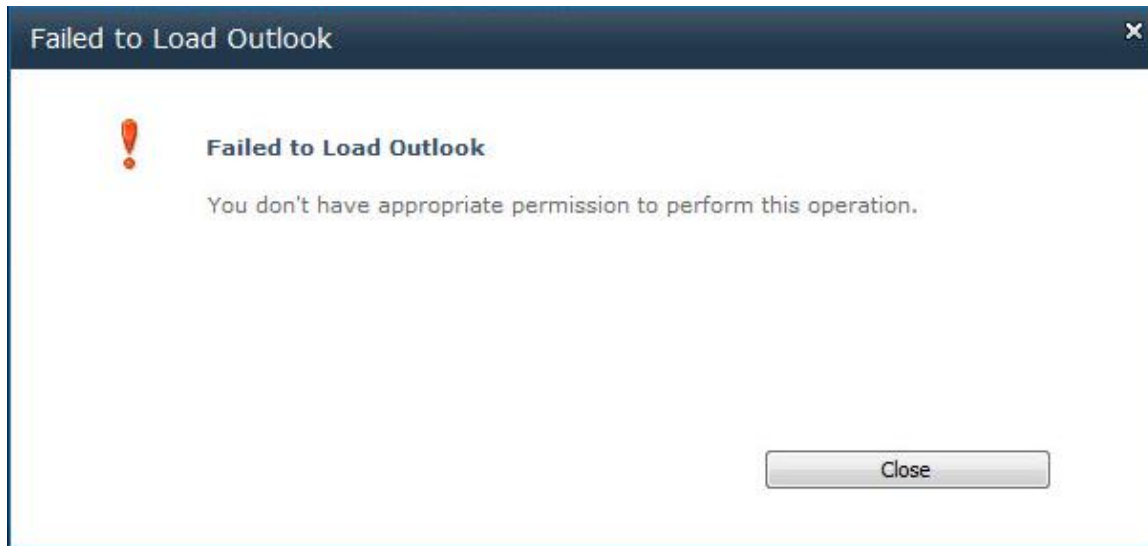 Failed to Load Outlook
Failed to Load Outlook
You don't have appropriate permission to perform this operation.
Close